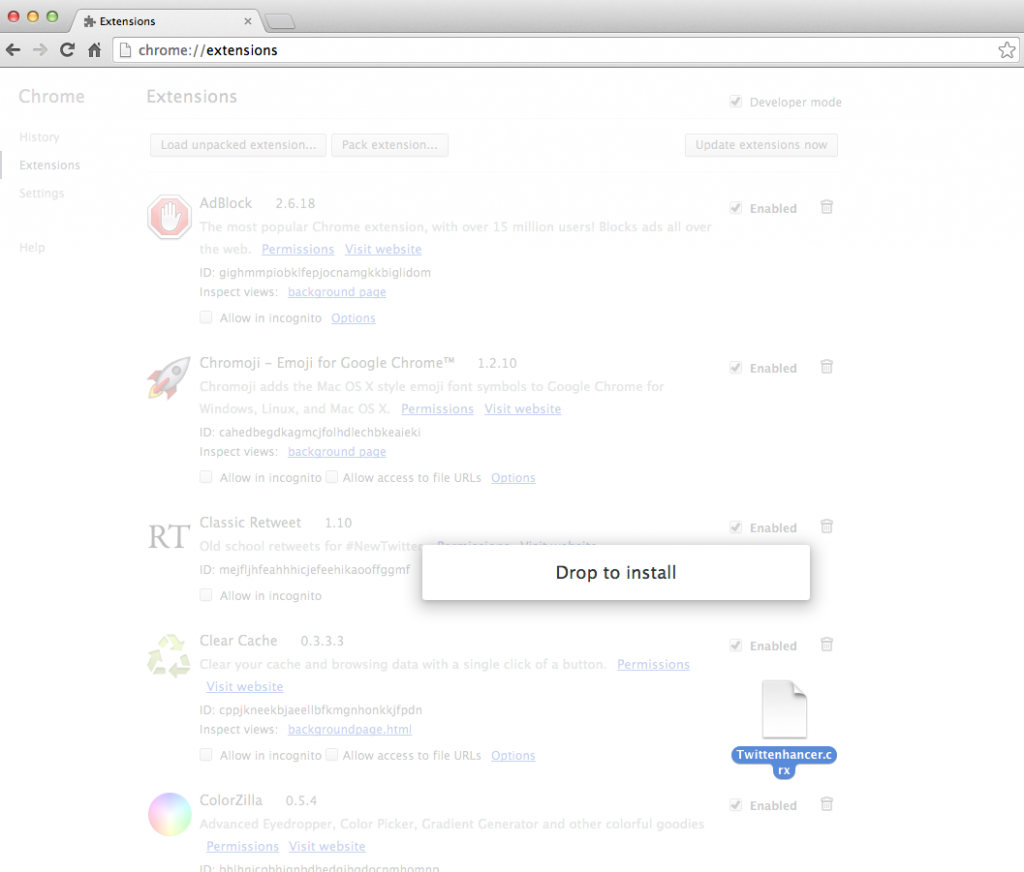 Extensions
chrome://extensions
Chrome
Extensions
Developer mode
History
Extensions
Settings
Help
Load unpacked extension...
Pack extension...
Update extensions now
AdBlock 2.6.18
Enabled
The most popular Chrome extension, with over 15 million users! Blocks ads all over
the web. Permissions Visit website
ID: gighmmpiobklfepjocnamgkkbiglidom
Inspect views: background page
Allow in incognito Options
Chromoji – Emoji for Google Chrome™ 1.2.10
Enabled
Chromoji adds the Mac OS X style emoji font symbols to Google Chrome for
Windows, Linux, and Mac OS X. Permissions Visit website
ID: cahedbegdkagmcjfolhdlechbkeaieki
Inspect views: background page
Allow in incognito Allow access to file URLs Options
RT
Classic Retweet 1.10
Enabled
Old school retweets for #NewTwitter Permissions Visit website
ID: mejfljhfeahhhicjefeehikaooffggmf
Allow in incognito
Drop to install
Clear Cache 0.3.3.3
Enabled
Clear your cache and browsing data with a single click of a button. Permissions
Visit website
ID: cppjkneekbjaeellbfkmgnhonkkjfpdn
Inspect views: backgroundpage.html
Allow in incognito Allow access to file URLs Options
Twittenhancer.c
rx
ColorZilla 0.5.4
Enabled
Advanced Eyedropper, Color Picker, Gradient Generator and other colorful goodies
Permissions Visit website
ID: